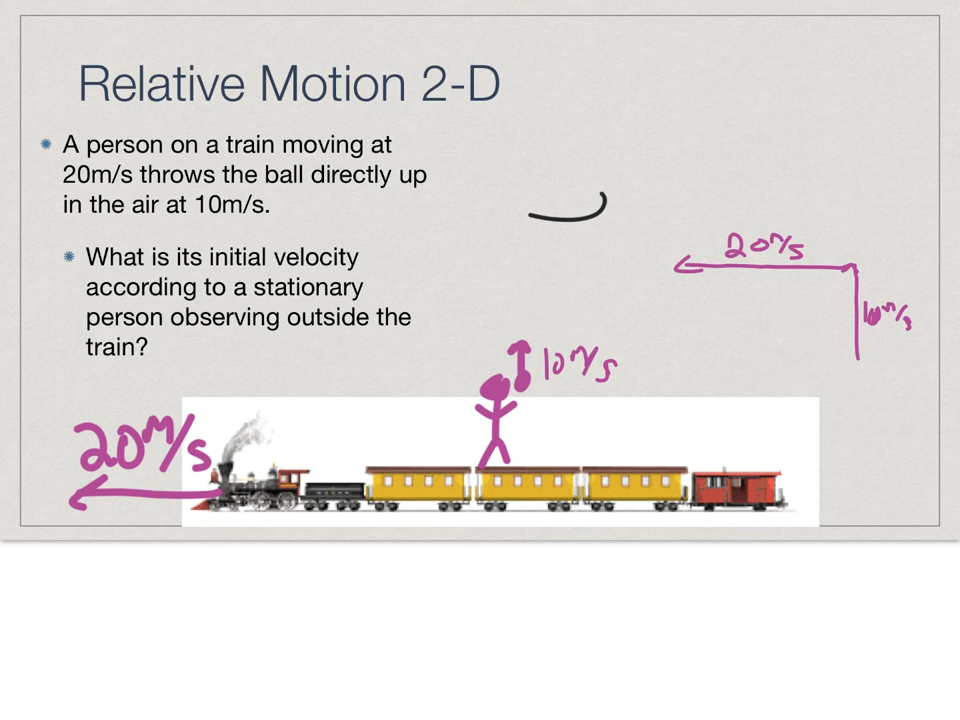 Relative Motion 2-D
A person on a train moving at
20m/s throws the ball directly up
in the air at 10m/s.
What is its initial velocity
according to a stationary
person observing outside the
train?
20m/s
10m/s
10m/s
20m/s